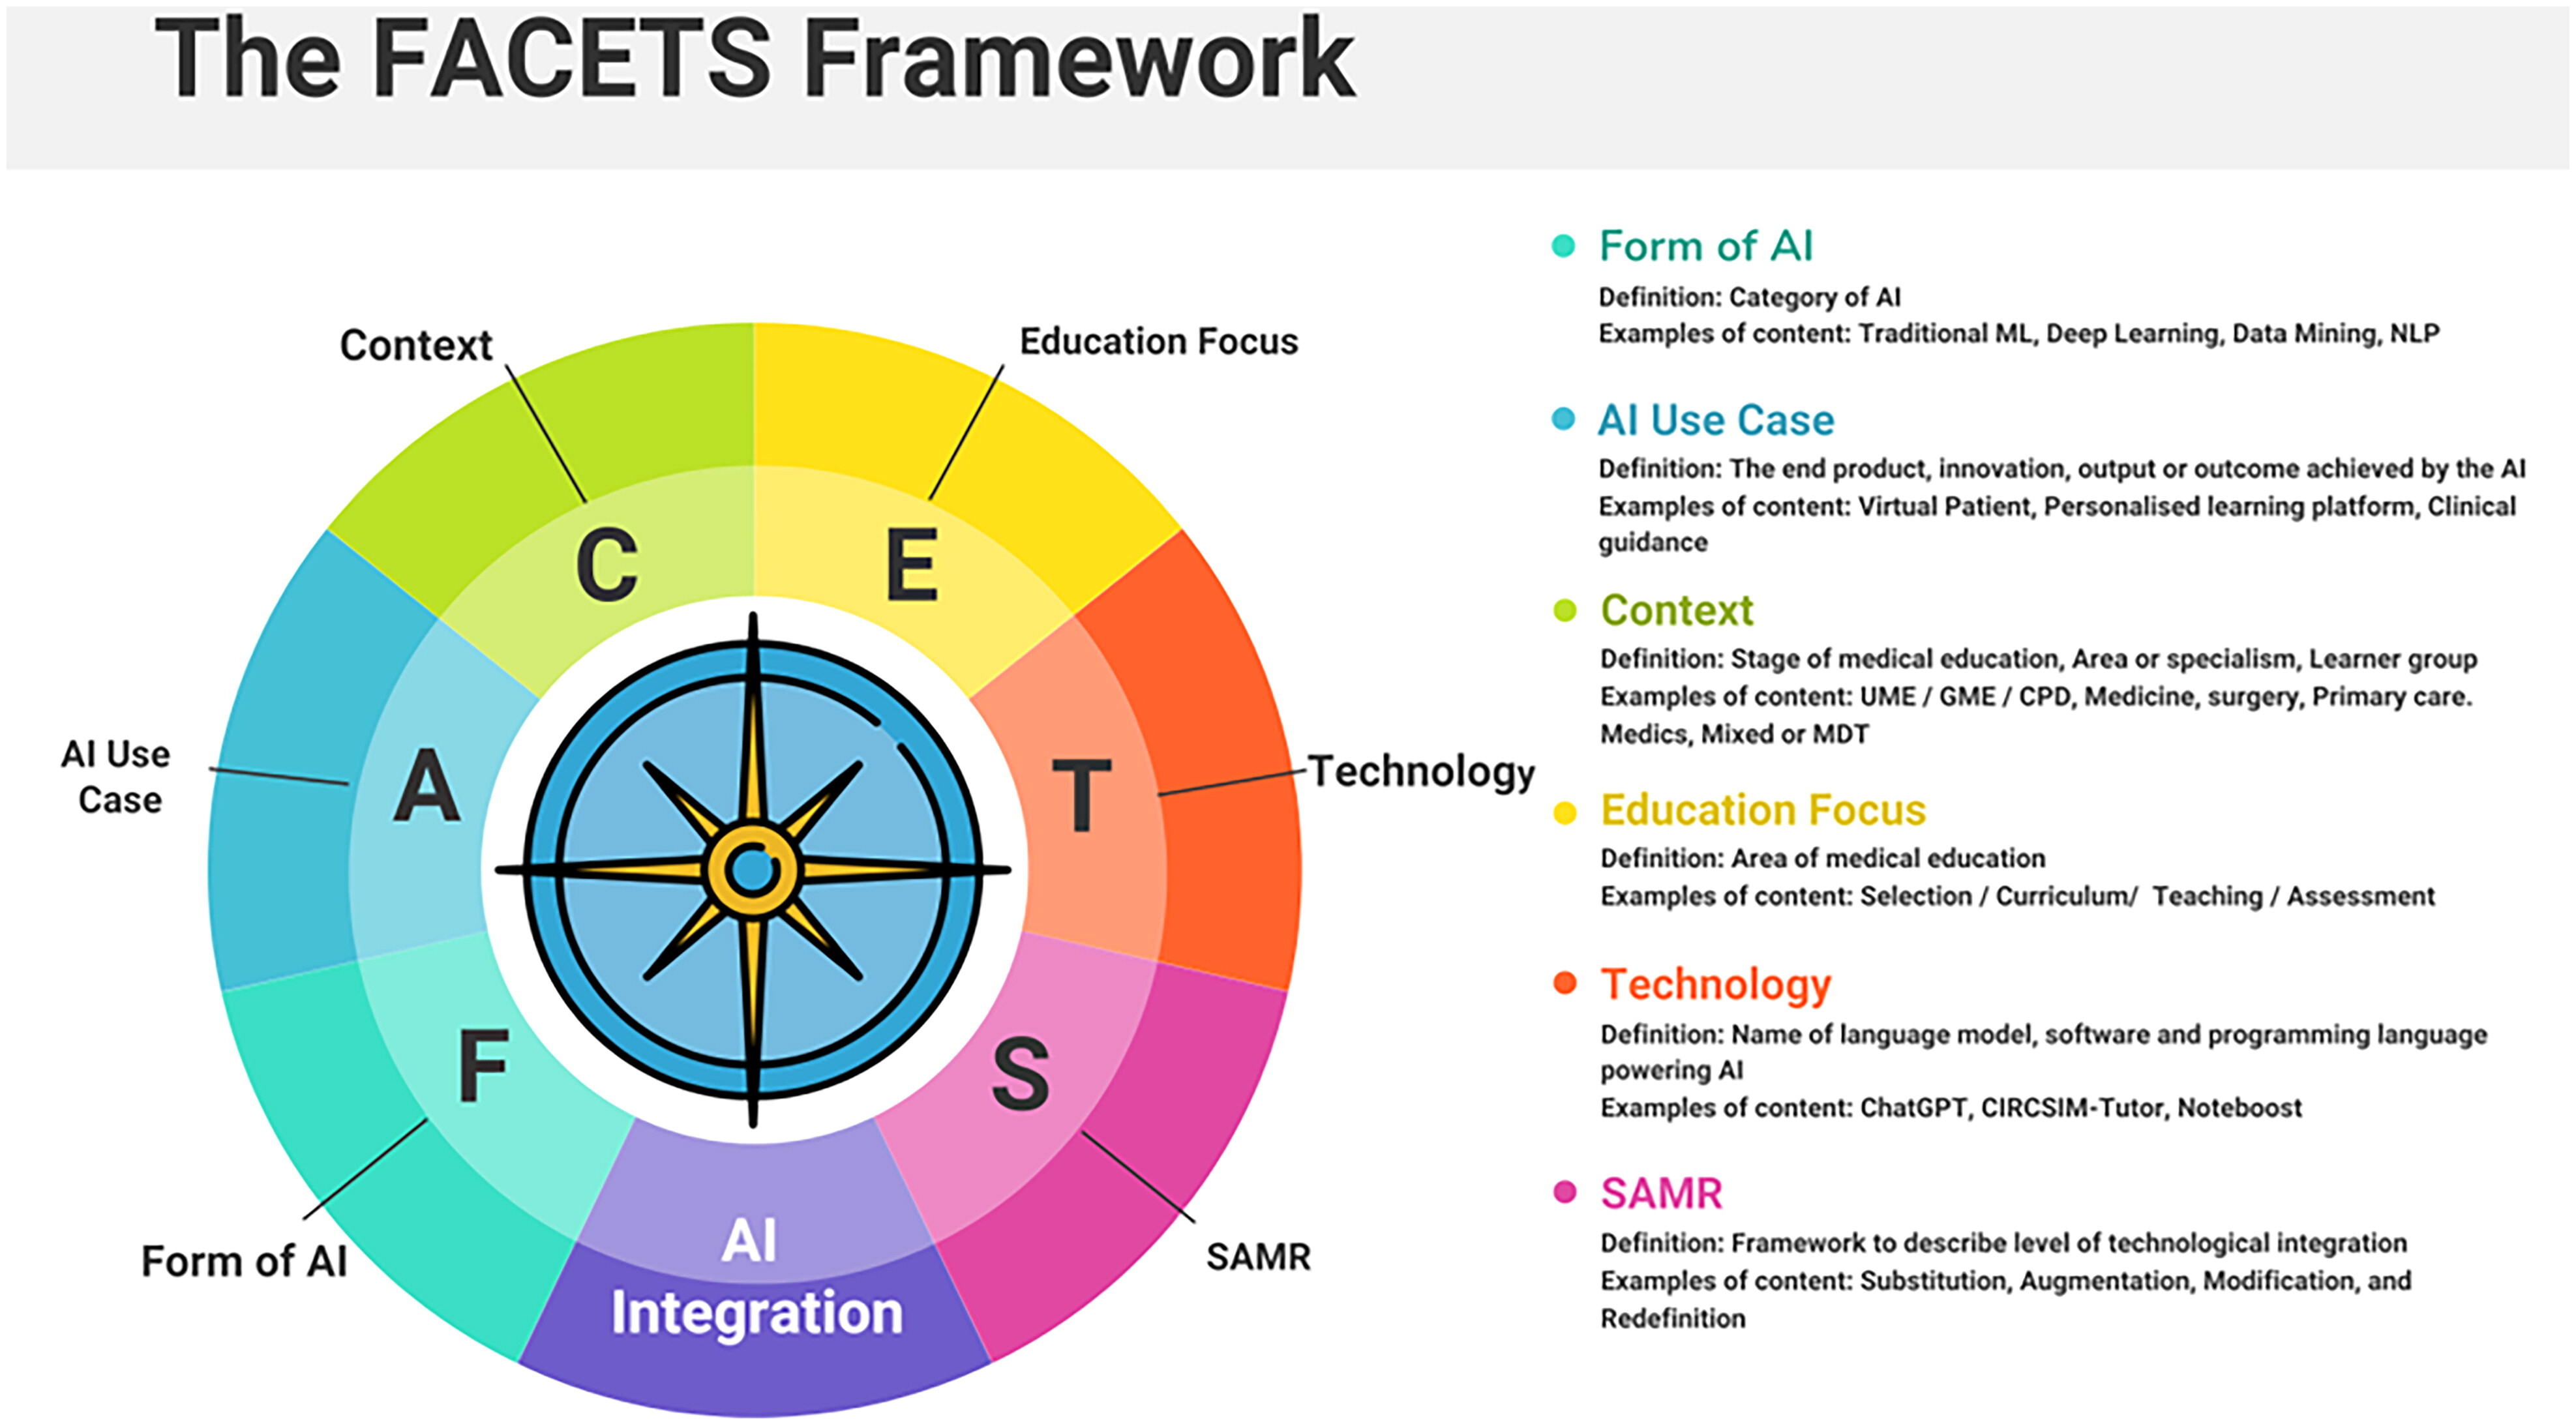 The FACETS Framework
Context
Education Focus
AI Use
Case
Technology
Form of AI
SAMR
C
E
A
T
F
S
AI
Integration
Form of AI
Definition: Category of AI
Examples of content: Traditional ML, Deep Learning, Data Mining, NLP
AI Use Case
Definition: The end product, innovation, output or outcome achieved by the AI
Examples of content: Virtual Patient, Personalised learning platform, Clinical
guidance
Context
Definition: Stage of medical education, Area or specialism, Learner group
Examples of content: UME / GME / CPD, Medicine, surgery, Primary care.
Medics, Mixed or MDT
Education Focus
Definition: Area of medical education
Examples of content: Selection / Curriculum/ Teaching / Assessment
Technology
Definition: Name of language model, software and programming language
powering AI
Examples of content: ChatGPT, CIRCSIM-Tutor, Noteboost
SAMR
Definition: Framework to describe level of technological integration
Examples of content: Substitution, Augmentation, Modification, and
Redefinition